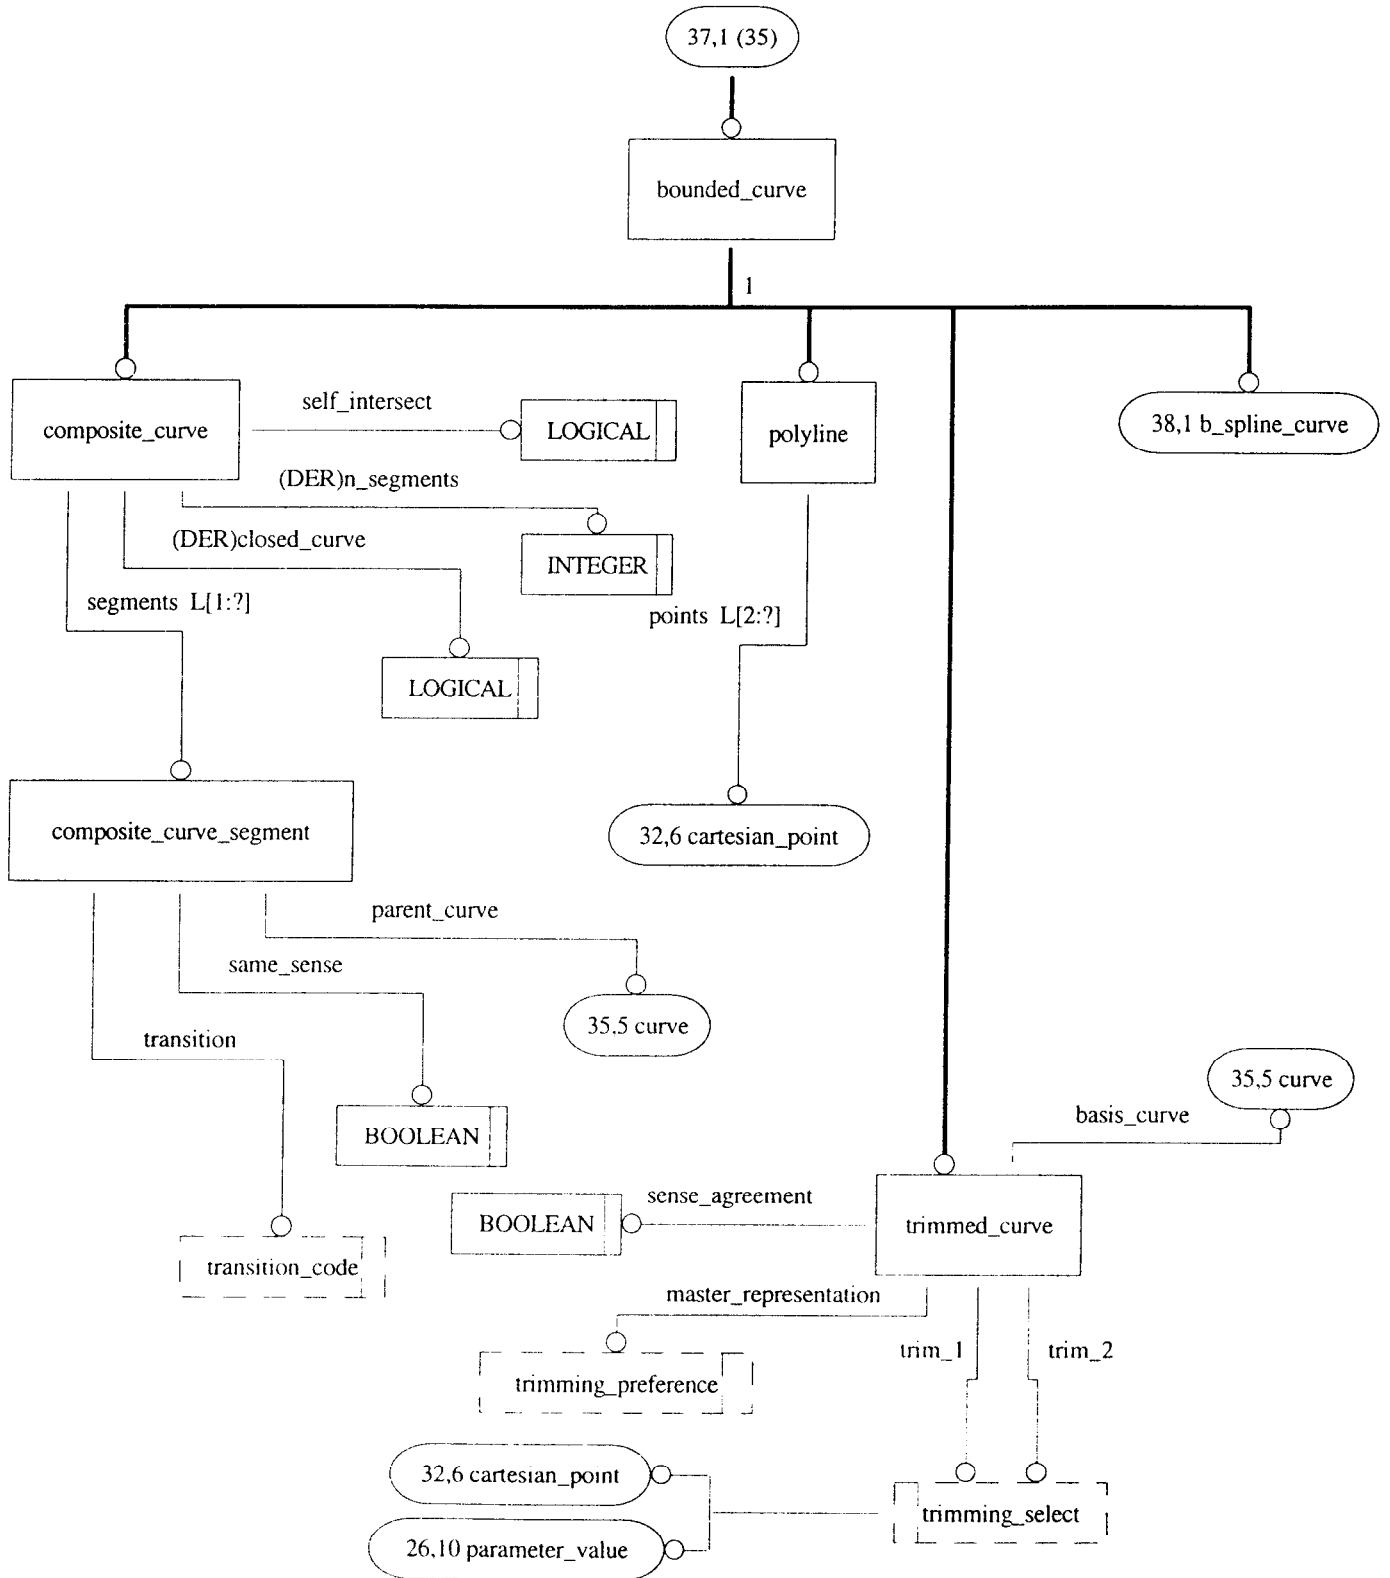 37,1 (35)
bounded_curve
1
composite_curve
self_intersect
LOGICAL
polyline
38,1 b_spline_curve
(DER)n_segments
(DER)closed_curve
INTEGER
segments L[1:?]
points L[2:?]
LOGICAL
composite_curve_segment
32,6 cartesian_point
parent_curve
same_sense
35,5 curve
transition
35,5 curve
basis_curve
BOOLEAN
sense_agreement
BOOLEAN
trimmed_curve
transition_code
master_representation
trim_1
trim_2
trimming_preference
32,6 cartesian_point
trimming_select
26,10 parameter_value